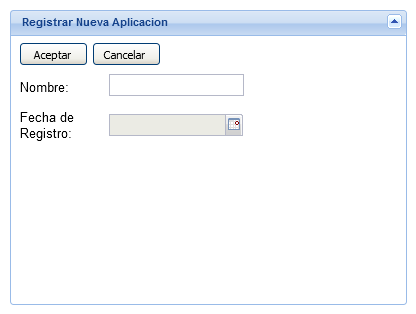 Registrar Nueva Aplicacion
Aceptar Cancelar
Nombre:
Fecha de
Registro: